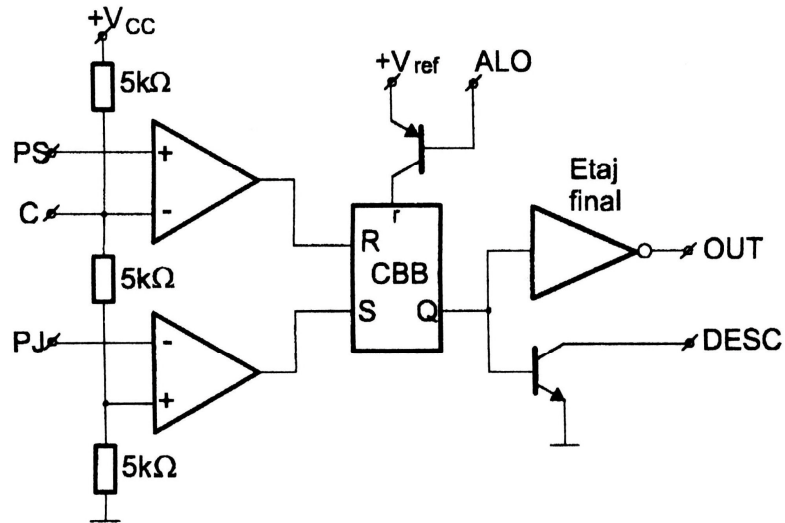 +VCC
5kΩ
+Vref
ALO
PS
+
Etaj
final
C
-
r
R
OUT
5kΩ
CBB
S
Q
PJ
-
DESC
+
5kΩ